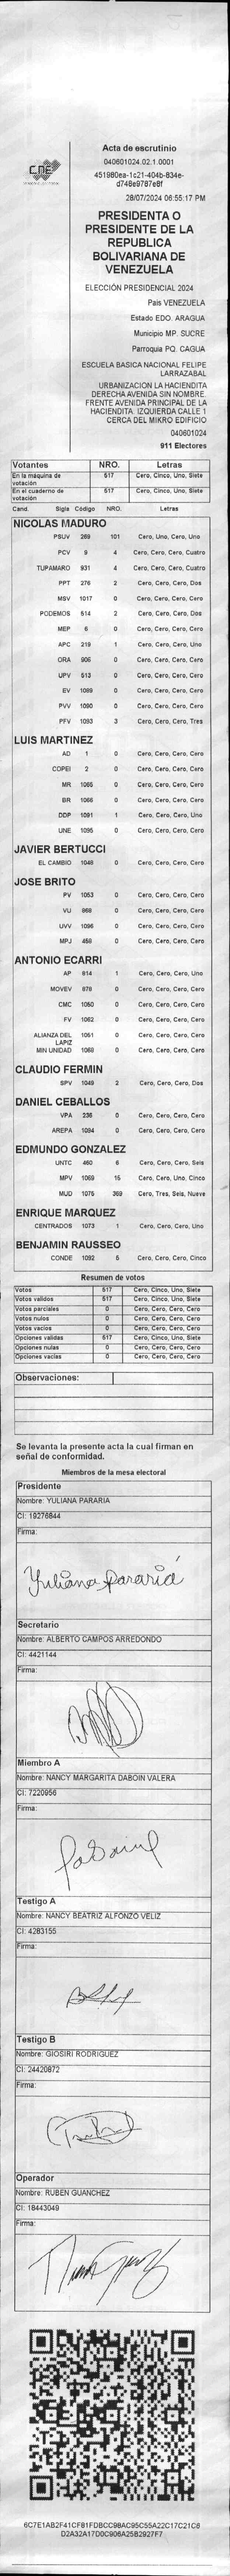 CNE
Acta de escrutinio
040601024.02.1.0001
451980ea-1c21-404b-834e-
d748e9787e8f
28/07/2024 06:55:17 PM
PRESIDENTA O
PRESIDENTE DE LA
REPUBLICA
BOLIVARIANA DE
VENEZUELA
ELECCIÓN PRESIDENCIAL 2024
Pais VENEZUELA
Estado EDO. ARAGUA
Municipio MP. SUCRE
Parroquia PQ. CAGUA
ESCUELA BASICA NACIONAL FELIPE
LARRAZABAL
URBANIZACION LA HACIENDITA
DERECHA AVENIDA SIN NOMBRE.
FRENTE AVENIDA PRINCIPAL DE LA
HACIENDITA IZQUIERDA CALLE 1
CERCA DEL MIKRO EDIFICIO
040601024
911 Electores
Votantes NRO. Letras
En la maquina de votación 517 Cero, Cinco, Uno, Siete
En el cuaderno de votación 517 Cero, Cinco, Uno, Siete
Cand. Sigla Código NRO. Letras
NICOLAS MADURO
PSUV 269 101 Cero, Uno, Cero, Uno
PCV 9 4 Cero, Cero, Cero, Cuatro
TUPAMARO 931 4 Cero, Cero, Cero, Cuatro
PPT 276 2 Cero, Cero, Cero, Dos
MSV 1017 0 Cero, Cero, Cero, Cero
PODEMOS 514 2 Cero, Cero, Cero, Dos
MEP 6 0 Cero, Cero, Cero, Cero
APC 219 1 Cero, Cero, Cero, Uno
ORA 906 0 Cero, Cero, Cero, Cero
UPV 513 0 Cero, Cero, Cero, Cero
EV 1089 0 Cero, Cero, Cero, Cero
PVV 1090 0 Cero, Cero, Cero, Cero
PFV 1093 3 Cero, Cero, Cero, Tres
LUIS MARTINEZ
AD 1 0 Cero, Cero, Cero, Cero
COPEI 2 0 Cero, Cero, Cero, Cero
MR 1065 0 Cero, Cero, Cero, Cero
BR 1066 0 Cero, Cero, Cero, Cero
DDP 1091 1 Cero, Cero, Cero, Uno
UNE 1095 0 Cero, Cero, Cero, Cero
JAVIER BERTUCCI
EL CAMBIO 1048 0 Cero, Cero, Cero, Cero
JOSE BRITO
PV 1053 0 Cero, Cero, Cero, Cero
VU 868 0 Cero, Cero, Cero, Cero
UVV 1096 0 Cero, Cero, Cero, Cero
MPJ 458 0 Cero, Cero, Cero, Cero
ANTONIO ECARRI
AP 814 1 Cero, Cero, Cero, Uno
MOVEV 878 0 Cero, Cero, Cero, Cero
CMC 1050 0 Cero, Cero, Cero, Cero
FV 1062 0 Cero, Cero, Cero, Cero
ALIANZA DEL LAPIZ 1051 0 Cero, Cero, Cero, Cero
MIN UNIDAD 1068 0 Cero, Cero, Cero, Cero
CLAUDIO FERMIN
SPV 1049 2 Cero, Cero, Cero, Dos
DANIEL CEBALLOS
VPA 236 0 Cero, Cero, Cero, Cero
AREPA 1094 0 Cero, Cero, Cero, Cero
EDMUNDO GONZALEZ
UNTC 460 6 Cero, Cero, Cero, Seis
MPV 1069 15 Cero, Cero, Uno, Cinco
MUD 1075 369 Cero, Tres, Seis, Nueve
ENRIQUE MARQUEZ
CENTRADOS 1073 1 Cero, Cero, Cero, Uno
BENJAMIN RAUSSEO
CONDE 1092 5 Cero, Cero, Cero, Cinco
Resumen de votos
Votos 517 Cero, Cinco, Uno, Siete
Votos validos 517 Cero, Cinco, Uno, Siete
Votos parciales 0 Cero, Cero, Cero, Cero
Votos nulos 0 Cero, Cero, Cero, Cero
Votos vacios 0 Cero, Cero, Cero, Cero
Opciones validas 517 Cero, Cinco, Uno, Siete
Opciones nulas 0 Cero, Cero, Cero, Cero
Opciones vacias 0 Cero, Cero, Cero, Cero
Observaciones:
Se levanta la presente acta la cual firman en
señal de conformidad.
Miembros de la mesa electoral
Presidente
Nombre: YULIANA PARARIA
CI: 19276844
Firma:
Yuliana pararia
Secretario
Nombre: ALBERTO CAMPOS ARREDONDO
CI: 4421144
Firma:
Miembro A
Nombre: NANCY MARGARITA DABOIN VALERA
CI: 7220956
Firma:
Testigo A
Nombre: NANCY BEATRIZ ALFONZO VELIZ
CI: 4283155
Firma:
Testigo B
Nombre: GIOSIRI RODRIGUEZ
CI: 24420872
Firma:
Operador
Nombre: RUBEN GUANCHEZ
CI: 18443049
Firma:
6C7E1AB2F41CF81FDBCC98AC95C55A22C17C21C6
D2A32A17D0C906A25B2927F7